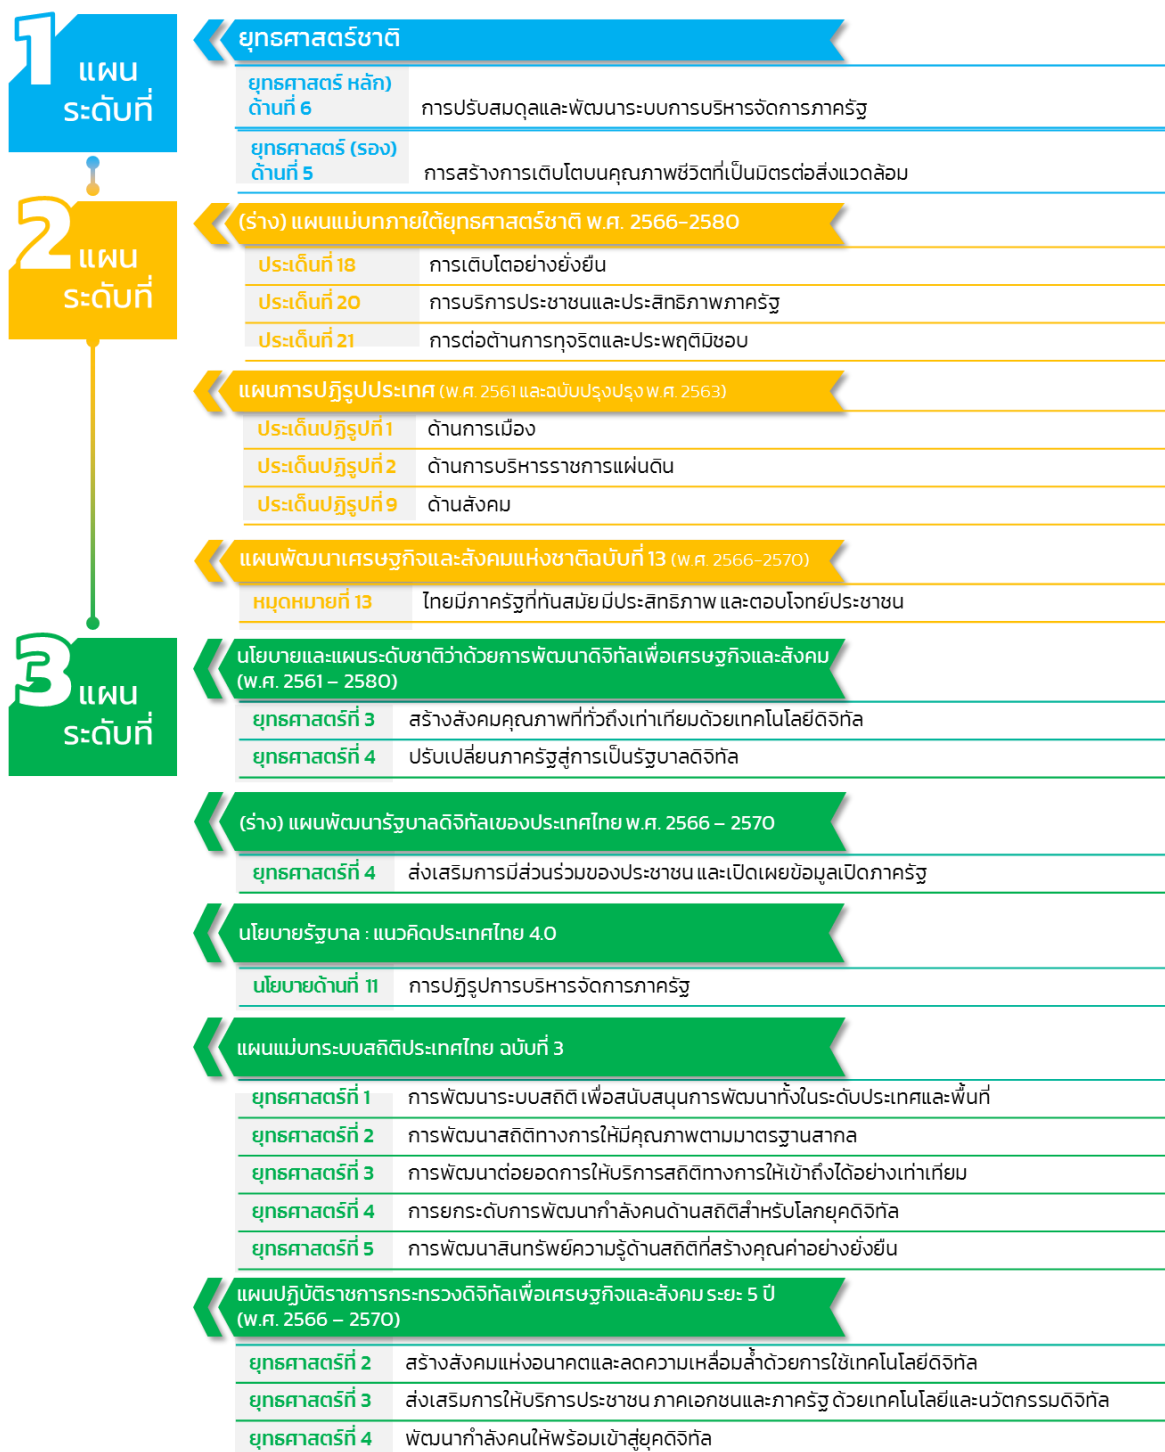 1
แผน
ระดับที่
ยุทธศาสตร์ชาติ
ยุทธศาสตร์ หลัก)
ด้านที่ 6 การปรับสมดุลและพัฒนาระบบการบริหารจัดการภาครัฐ
ยุทธศาสตร์ (รอง)
ด้านที่ 5 การสร้างการเติบโตบนคุณภาพชีวิตที่เป็นมิตรต่อสิ่งแวดล้อม
2
แผน
ระดับที่
(ร่าง) แผนแม่บทภายใต้ยุทธศาสตร์ชาติ พ.ศ. 2566-2580
ประเด็นที่ 18 การเติบโตอย่างยั่งยืน
ประเด็นที่ 20 การบริการประชาชนและประสิทธิภาพภาครัฐ
ประเด็นที่ 21 การต่อต้านการทุจริตและประพฤติมิชอบ
แผนการปฏิรูปประเทศ (พ.ศ. 2561 และฉบับปรุงปรุง พ.ศ. 2563)
ประเด็นปฏิรูปที่ 1 ด้านการเมือง
ประเด็นปฏิรูปที่ 2 ด้านการบริหารราชการแผ่นดิน
ประเด็นปฏิรูปที่ 9 ด้านสังคม
แผนพัฒนาเศรษฐกิจและสังคมแห่งชาติฉบับที่ 13 (พ.ศ. 2566-2570)
หมุดหมายที่ 13 ไทยมีภาครัฐที่ทันสมัย มีประสิทธิภาพ และตอบโจทย์ประชาชน
3
แผน
ระดับที่
นโยบายและแผนระดับชาติว่าด้วยการพัฒนาดิจิทัลเพื่อเศรษฐกิจและสังคม
(พ.ศ. 2561 – 2580)
ยุทธศาสตร์ที่ 3 สร้างสังคมคุณภาพที่ทั่วถึงเท่าเทียมด้วยเทคโนโลยีดิจิทัล
ยุทธศาสตร์ที่ 4 ปรับเปลี่ยนภาครัฐสู่การเป็นรัฐบาลดิจิทัล
(ร่าง) แผนพัฒนารัฐบาลดิจิทัลเของประเทศไทย พ.ศ. 2566 – 2570
ยุทธศาสตร์ที่ 4 ส่งเสริมการมีส่วนร่วมของประชาชน และเปิดเผยข้อมูลเปิดภาครัฐ
นโยบายรัฐบาล : แนวคิดประเทศไทย 4.0
นโยบายด้านที่ 11 การปฏิรูปการบริหารจัดการภาครัฐ
แผนแม่บทระบบสถิติประเทศไทย ฉบับที่ 3
ยุทธศาสตร์ที่ 1 การพัฒนาระบบสถิติ เพื่อสนับสนุนการพัฒนาทั้งในระดับประเทศและพื้นที่
ยุทธศาสตร์ที่ 2 การพัฒนาสถิติทางการให้มีคุณภาพตามมาตรฐานสากล
ยุทธศาสตร์ที่ 3 การพัฒนาต่อยอดการให้บริการสถิติทางการให้เข้าถึงได้อย่างเท่าเทียม
ยุทธศาสตร์ที่ 4 การยกระดับการพัฒนากำลังคนด้านสถิติสำหรับโลกยุคดิจิทัล
ยุทธศาสตร์ที่ 5 การพัฒนาสินทรัพย์ความรู้ด้านสถิติที่สร้างคุณค่าอย่างยั่งยืน
แผนปฏิบัติราชการกระทรวงดิจิทัลเพื่อเศรษฐกิจและสังคม ระยะ 5 ปี
(พ.ศ. 2566 – 2570)
ยุทธศาสตร์ที่ 2 สร้างสังคมแห่งอนาคตและลดความเหลื่อมล้ำด้วยการใช้เทคโนโลยีดิจิทัล
ยุทธศาสตร์ที่ 3 ส่งเสริมการให้บริการประชาชน ภาคเอกชนและภาครัฐ ด้วยเทคโนโลยีและนวัตกรรมดิจิทัล
ยุทธศาสตร์ที่ 4 พัฒนากำลังคนให้พร้อมเข้าสู่ยุคดิจิทัล